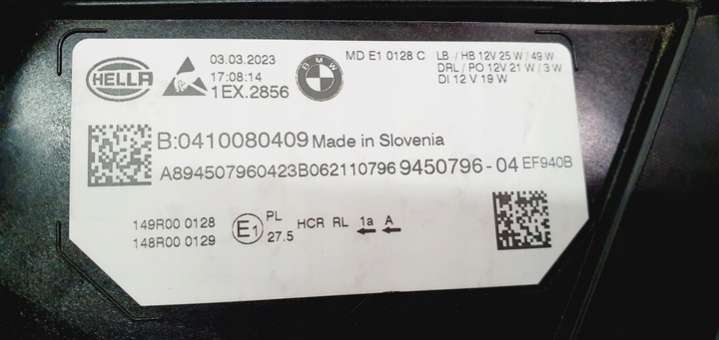 HELLA
03.03.2023
17:08:14
1EX.2856
BMW
MD E1 0128 C
LB / HB 12V 25 W / 49 W
DRL / PO 12V 21 W / 3 W
DI 12 V 19 W
B:0410080409 Made in Slovenia
A894507960423B062110796 9450796-04 EF940B
149R00 0128
148R00 0129
E1
PL
27.5
HCR RL 1a A